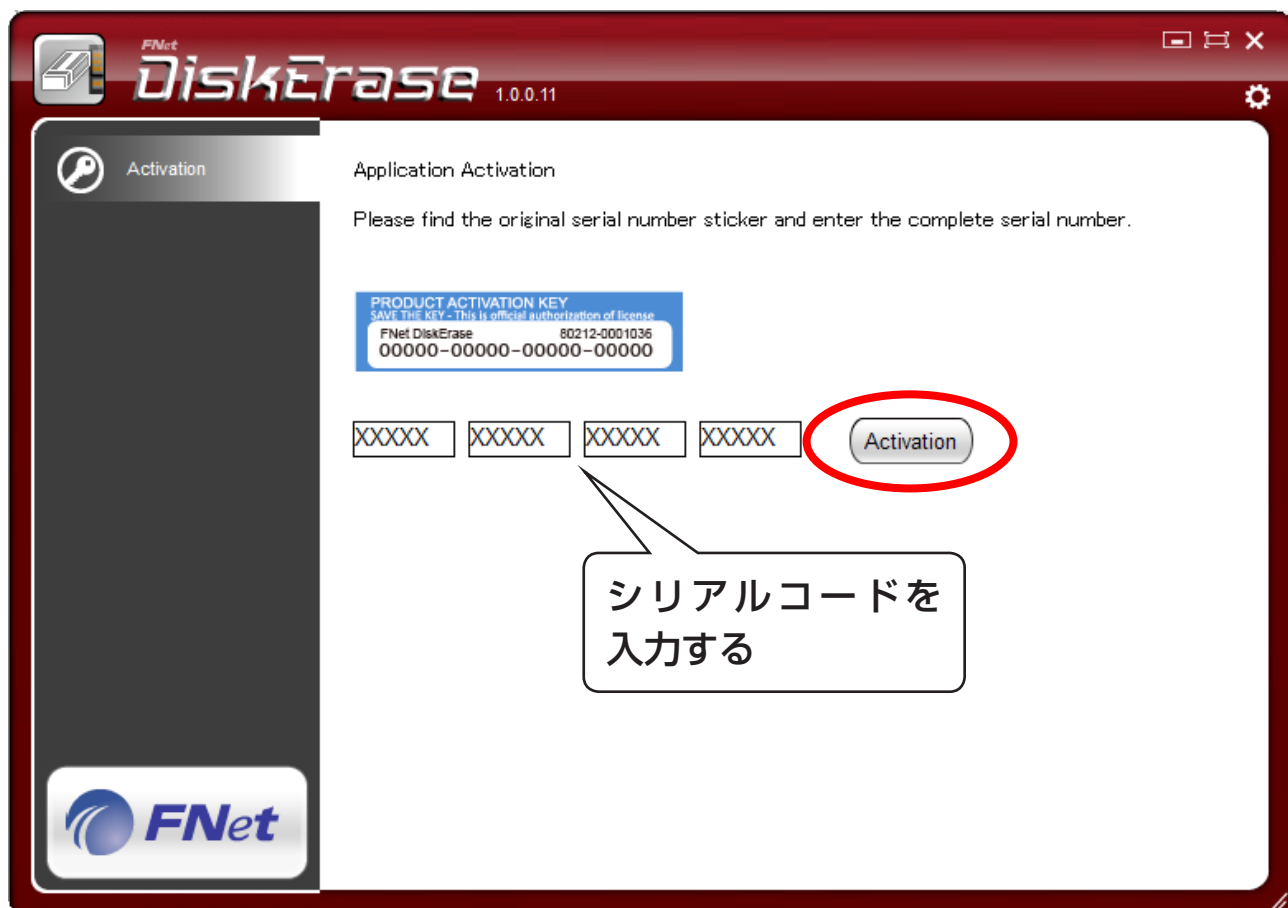 FNet
DiskErase 1.0.0.11
Activation
Application Activation
Please find the original serial number sticker and enter the complete serial number.
PRODUCT ACTIVATION KEY
SAVE THE KEY - This is official authorization of license
FNet DiskErase 80212-0001036
00000-00000-00000-00000
XXXXX XXXXX XXXXX XXXXX Activation
シリアルコードを
入力する
FNet